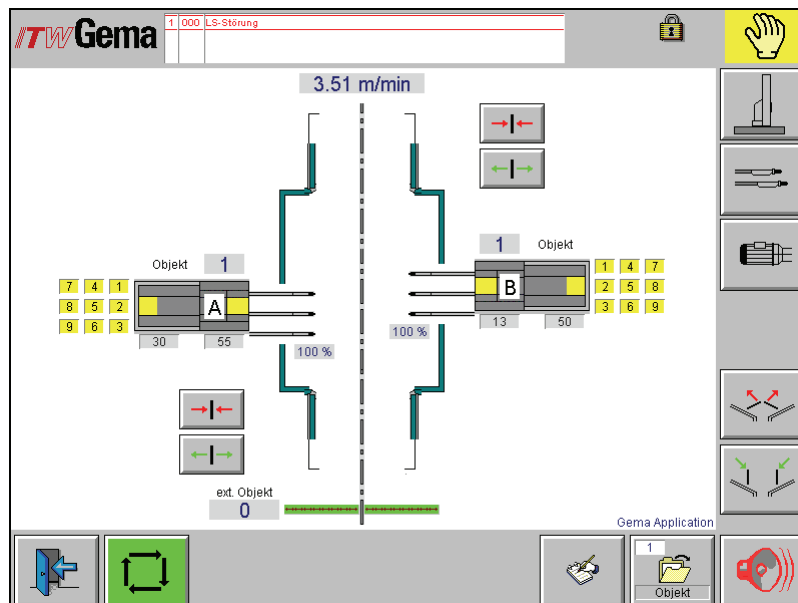 ITWGema
1 000 LS-Störung
3.51 m/min
Objekt 1
1 Objekt
7 4 1
8 5 2
9 6 3
A
B
1 4 7
2 5 8
3 6 9
30 55
100 %
100 %
13 50
ext. Objekt
0
Gema Application
1
Objekt